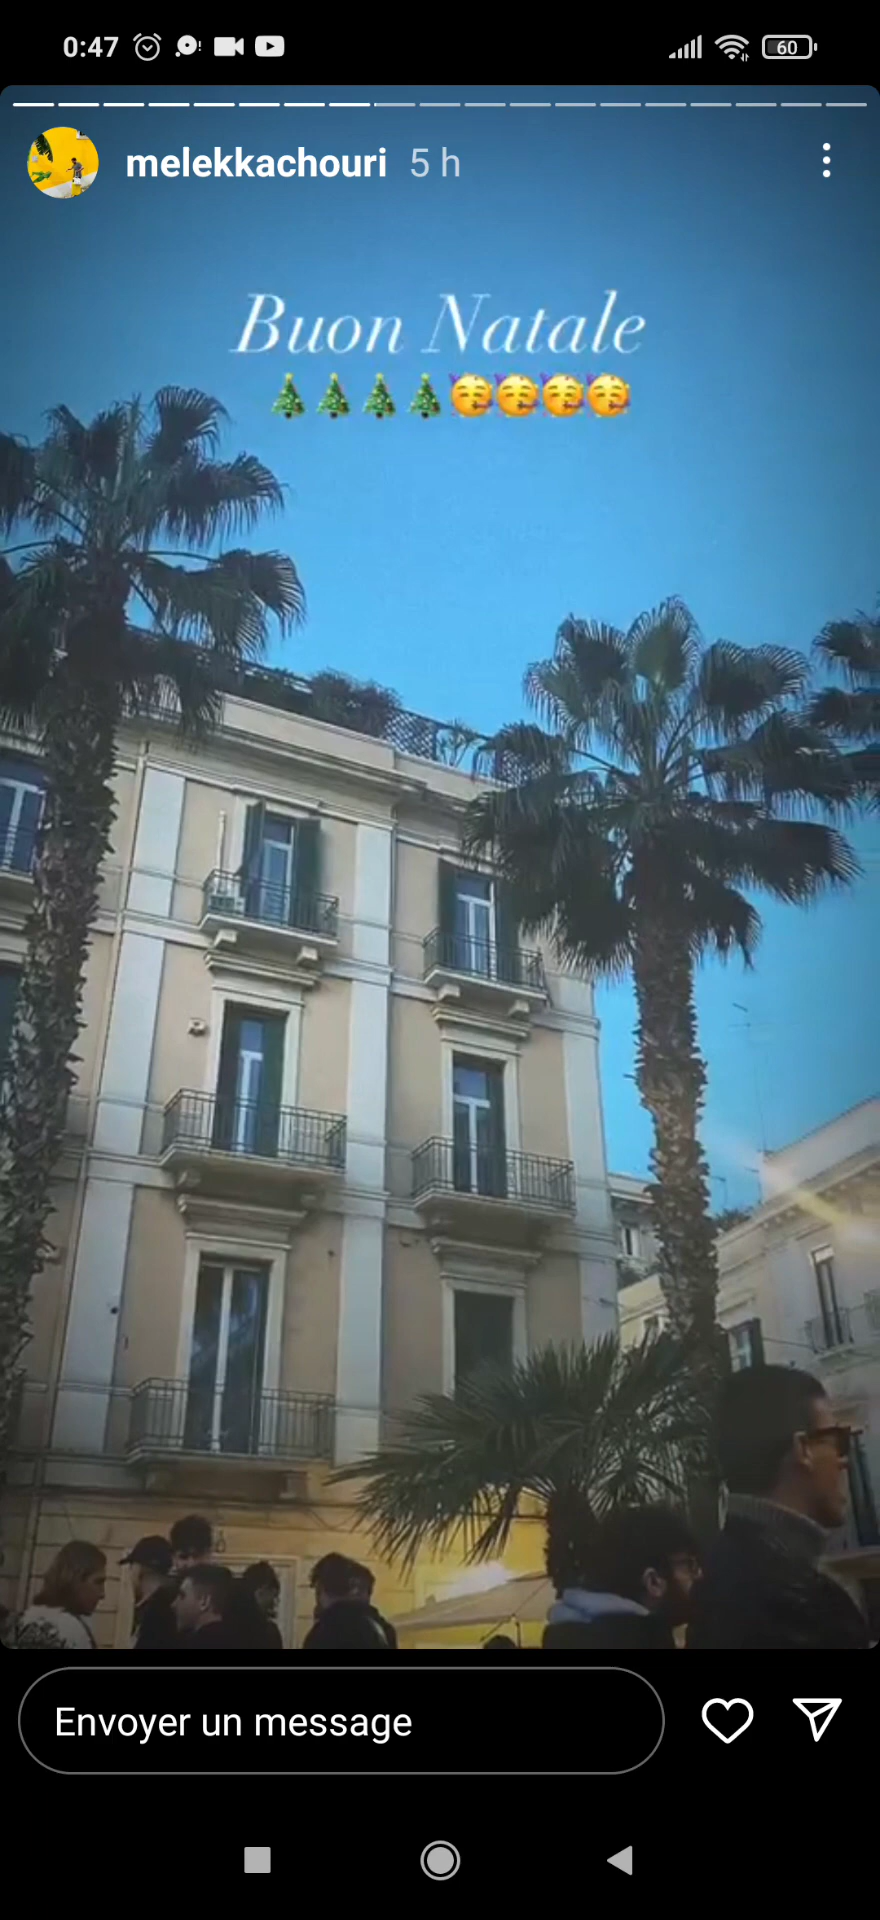 0:47 60
melekkachouri 5 h
Buon Natale
🎄🎄🎄🎄🥳🥳🥳🥳
Envoyer un message